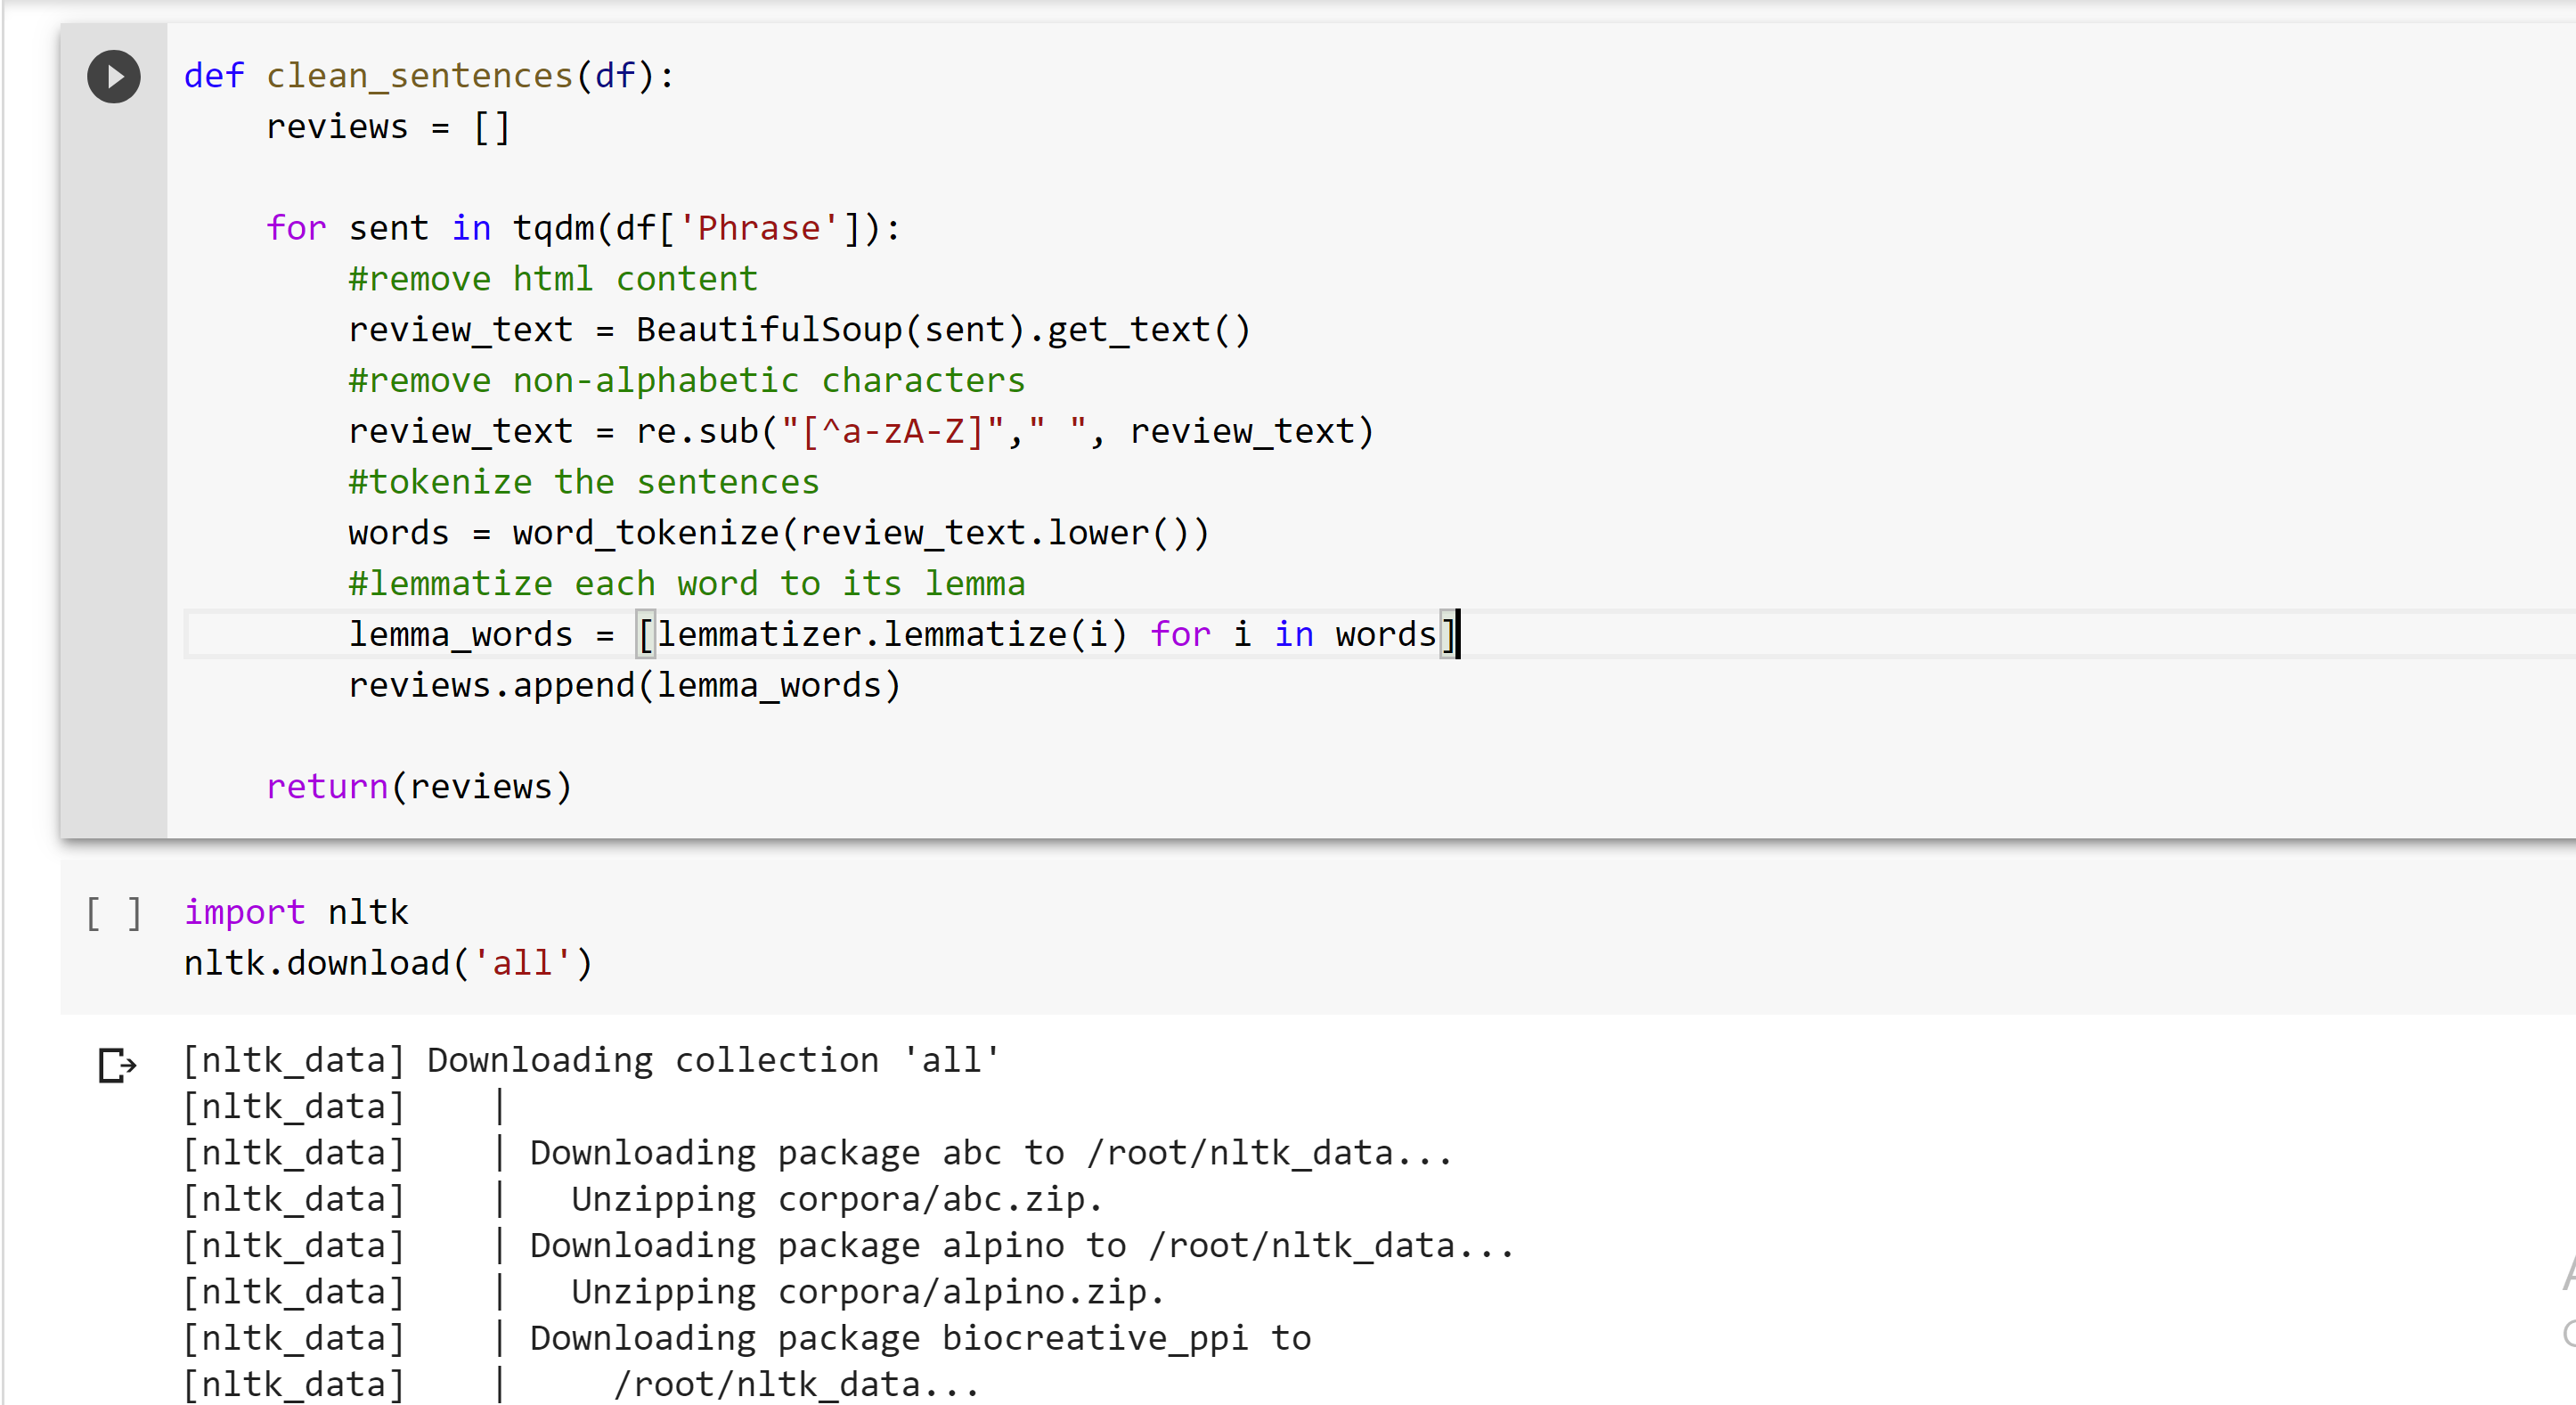 def clean_sentences(df):
    reviews = []
    for sent in tqdm(df['Phrase']):
        #remove html content
        review_text = BeautifulSoup(sent).get_text()
        #remove non-alphabetic characters
        review_text = re.sub("[^a-zA-Z]"," ", review_text)
        #tokenize the sentences
        words = word_tokenize(review_text.lower())
        #lemmatize each word to its lemma
        lemma_words = [lemmatizer.lemmatize(i) for i in words]
        reviews.append(lemma_words)
    return(reviews)
[ ] import nltk
nltk.download('all')
[nltk_data] Downloading collection 'all'
[nltk_data]    |
[nltk_data]    | Downloading package abc to /root/nltk_data...
[nltk_data]    |   Unzipping corpora/abc.zip.
[nltk_data]    | Downloading package alpino to /root/nltk_data...
[nltk_data]    |   Unzipping corpora/alpino.zip.
[nltk_data]    | Downloading package biocreative_ppi to
[nltk_data]    |     /root/nltk_data...